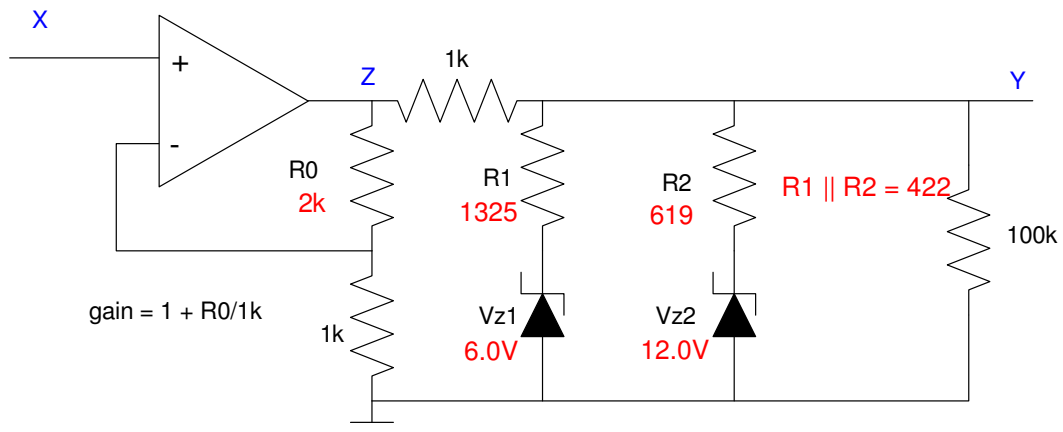 X
+
-
Z
1k
Y
R0
2k
R1
1325
R2
619
R1 || R2 = 422
100k
gain = 1 + R0/1k
1k
Vz1
6.0V
Vz2
12.0V